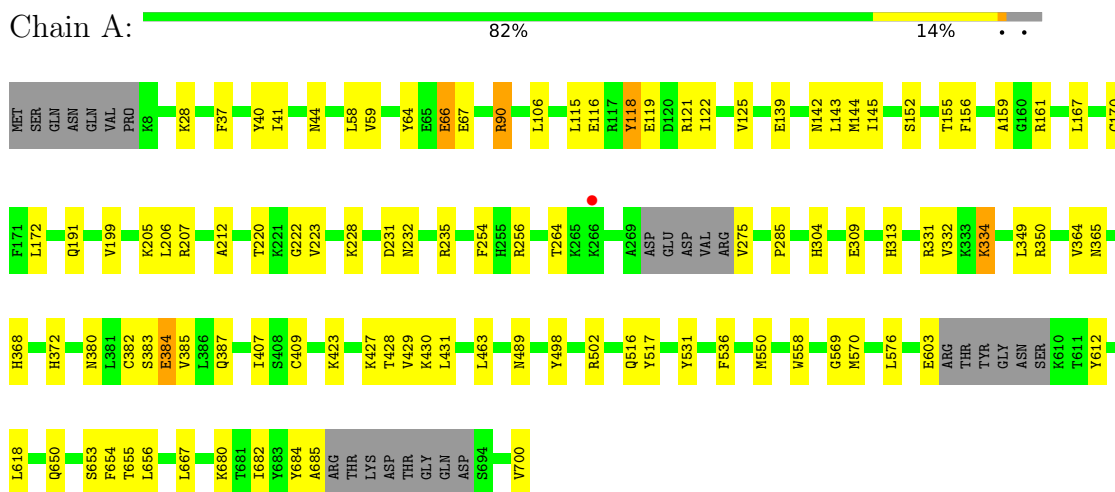 Chain A:
82% 14% • •
MET SER GLN ASN GLN VAL PRO K8 K28 F37 Y40 I41 N44 L58 V59 Y64 E65 E66 E67 R90 L106 L115 E116 R117 Y118 E119 D120 R121 I122 V125 E139 N142 L143 M144 I145 S152 T155 F156 A159 G160 R161 L167
F171 L172 Q191 V199 K205 L206 R207 A212 T220 K221 G222 V223 K228 D231 N232 R235 F254 H255 R256 T264 K265 K266 A269 ASP GLU ASP VAL ARG V275 P285 H304 E309 H313 R331 V332 K333 K334 L349 R350 V364 N365
H368 H372 N380 L381 C382 S383 E384 V385 L386 Q387 I407 S408 C409 K423 K427 T428 V429 K430 L431 L463 N489 Y498 R502 Q516 Y517 Y531 F536 M550 W558 G569 M570 L576 E603 ARG THR TYR GLY ASN SER K610 T611 Y612
L618 Q650 S653 F654 T655 L656 L667 K680 T681 I682 Y683 Y684 A685 ARG THR LYS ASP THR GLY GLN ASP S694 V700